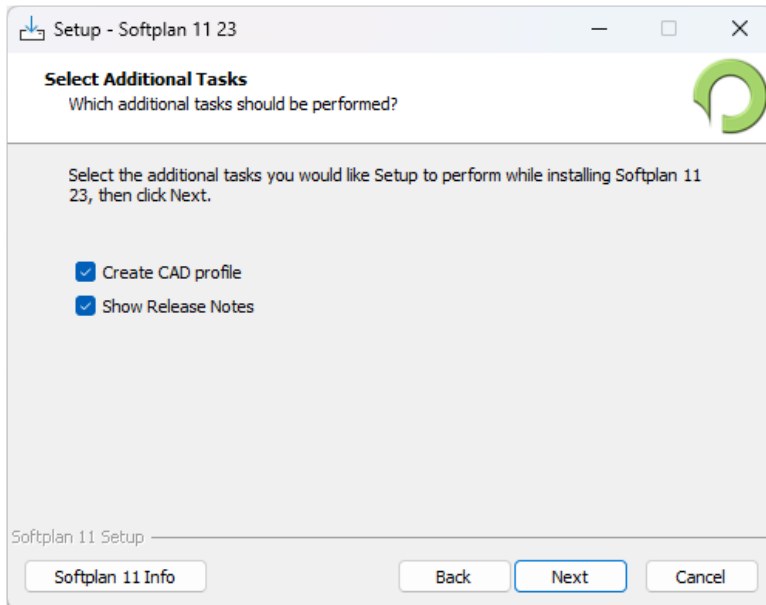 Setup - Softplan 11 23
Select Additional Tasks
Which additional tasks should be performed?
Select the additional tasks you would like Setup to perform while installing Softplan 11
23, then click Next.
Create CAD profile
Show Release Notes
Softplan 11 Setup
Softplan 11 Info
Back
Next
Cancel